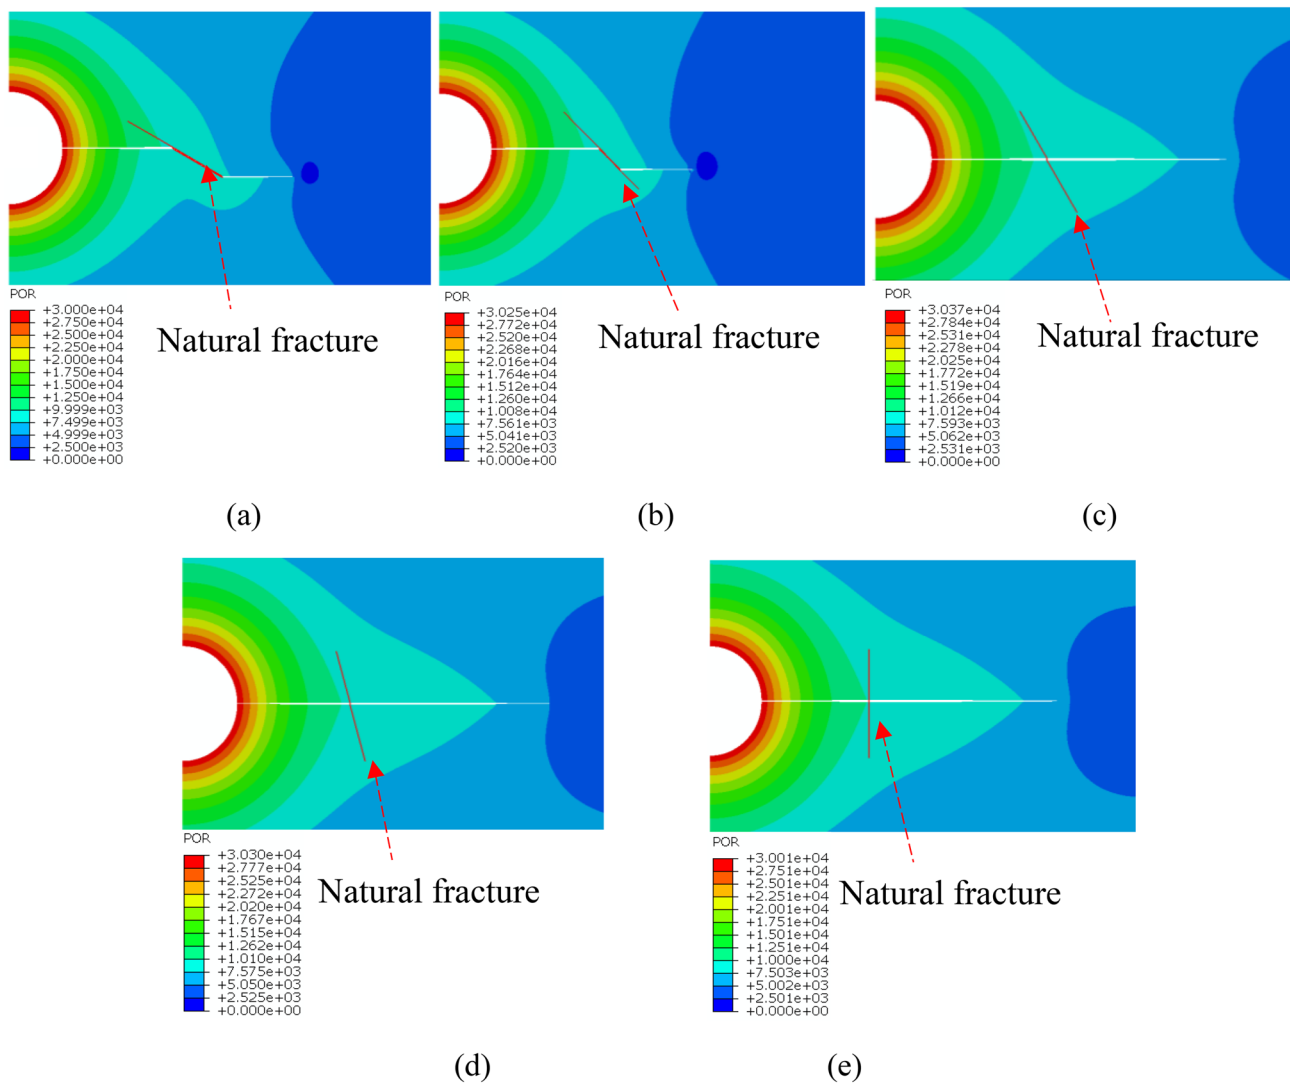 POR
+3.000e+04
+2.750e+04
+2.500e+04
+2.250e+04
+2.000e+04
+1.750e+04
+1.500e+04
+1.250e+04
+9.999e+03
+7.499e+03
+4.999e+03
+2.500e+03
+0.000e+00
Natural fracture
(a)
POR
+3.025e+04
+2.772e+04
+2.520e+04
+2.268e+04
+2.016e+04
+1.764e+04
+1.512e+04
+1.260e+04
+1.008e+04
+7.561e+03
+5.041e+03
+2.520e+03
+0.000e+00
Natural fracture
(b)
POR
+3.037e+04
+2.784e+04
+2.531e+04
+2.278e+04
+2.025e+04
+1.772e+04
+1.519e+04
+1.266e+04
+1.012e+04
+7.593e+03
+5.062e+03
+2.531e+03
+0.000e+00
Natural fracture
(c)
POR
+3.030e+04
+2.777e+04
+2.525e+04
+2.272e+04
+2.020e+04
+1.767e+04
+1.515e+04
+1.262e+04
+1.010e+04
+7.575e+03
+5.050e+03
+2.525e+03
+0.000e+00
Natural fracture
(d)
POR
+3.001e+04
+2.751e+04
+2.501e+04
+2.251e+04
+2.001e+04
+1.751e+04
+1.501e+04
+1.251e+04
+1.000e+04
+7.503e+03
+5.002e+03
+2.501e+03
+0.000e+00
Natural fracture
(e)